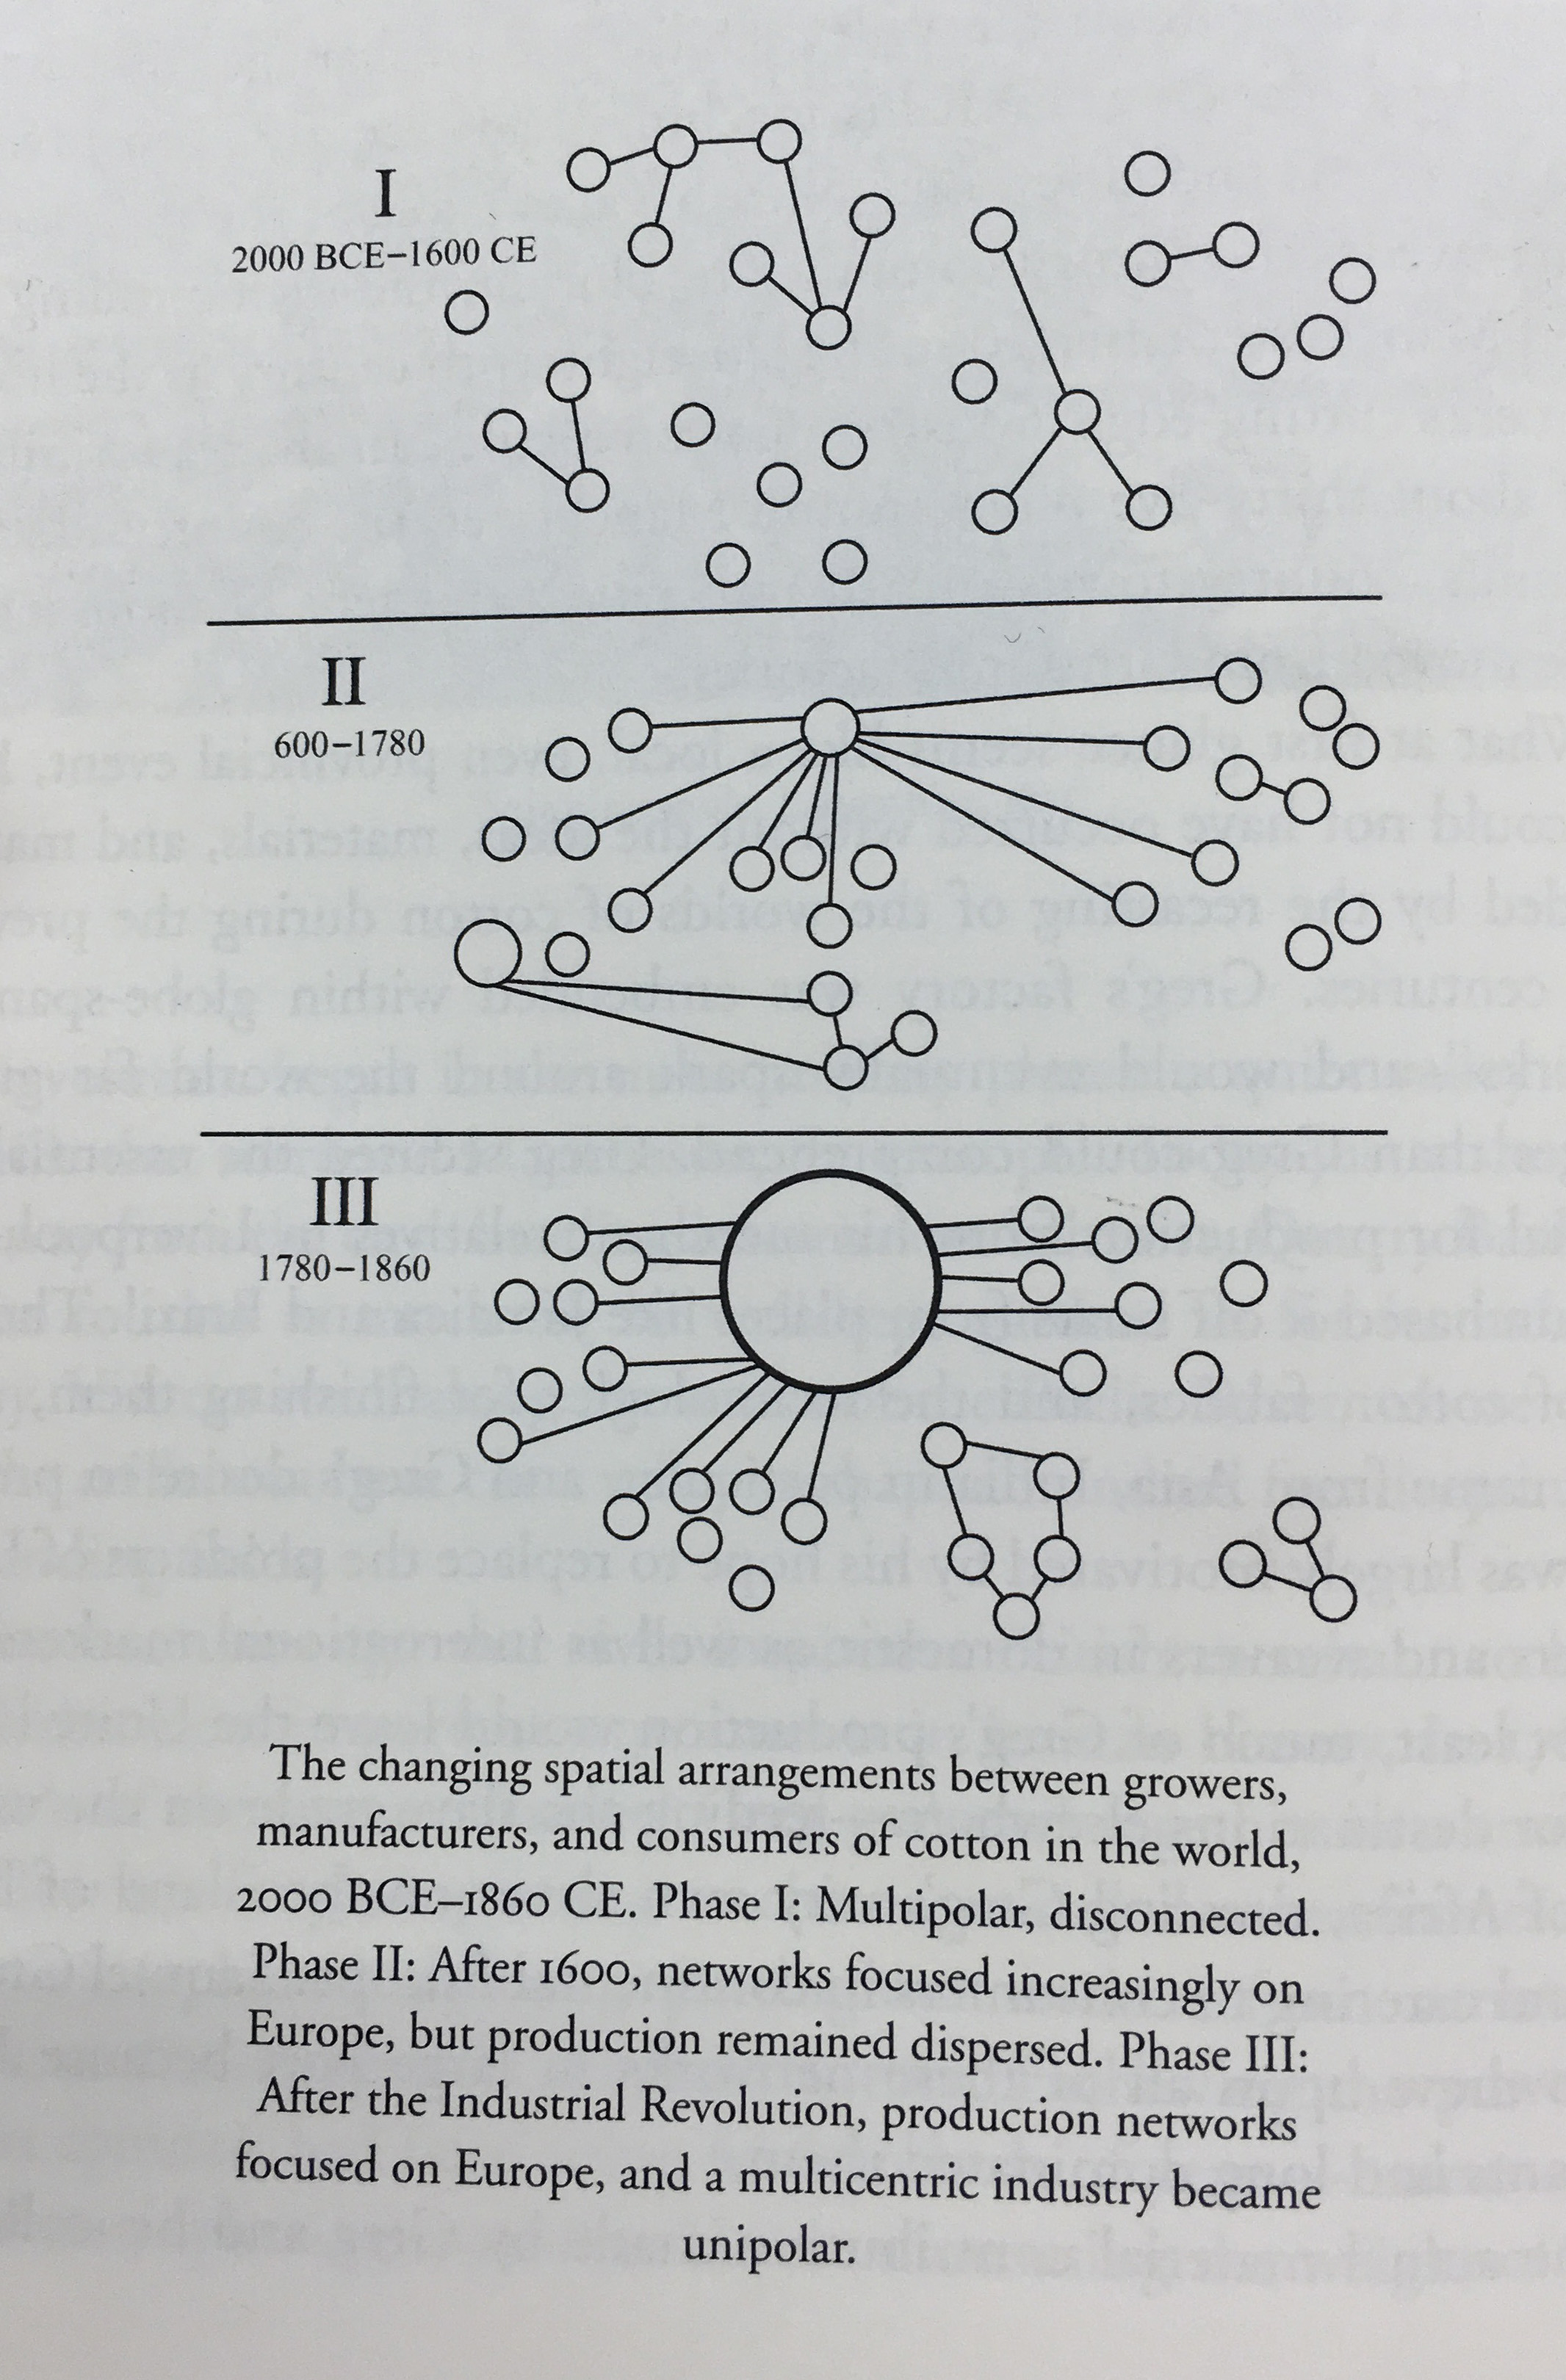 I
2000 BCE–1600 CE
II
600–1780
III
1780–1860
The changing spatial arrangements between growers,
manufacturers, and consumers of cotton in the world,
2000 BCE–1860 CE. Phase I: Multipolar, disconnected.
Phase II: After 1600, networks focused increasingly on
Europe, but production remained dispersed. Phase III:
After the Industrial Revolution, production networks
focused on Europe, and a multicentric industry became
unipolar.